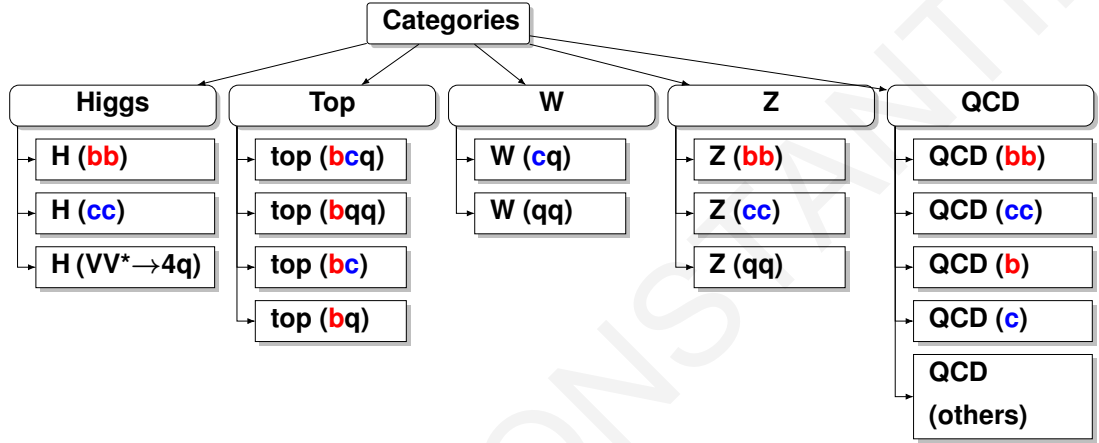 Categories
Higgs
H (bb)
H (cc)
H (VV*→4q)
Top
top (bcq)
top (bqq)
top (bc)
top (bq)
W
W (cq)
W (qq)
Z
Z (bb)
Z (cc)
Z (qq)
QCD
QCD (bb)
QCD (cc)
QCD (b)
QCD (c)
QCD
(others)